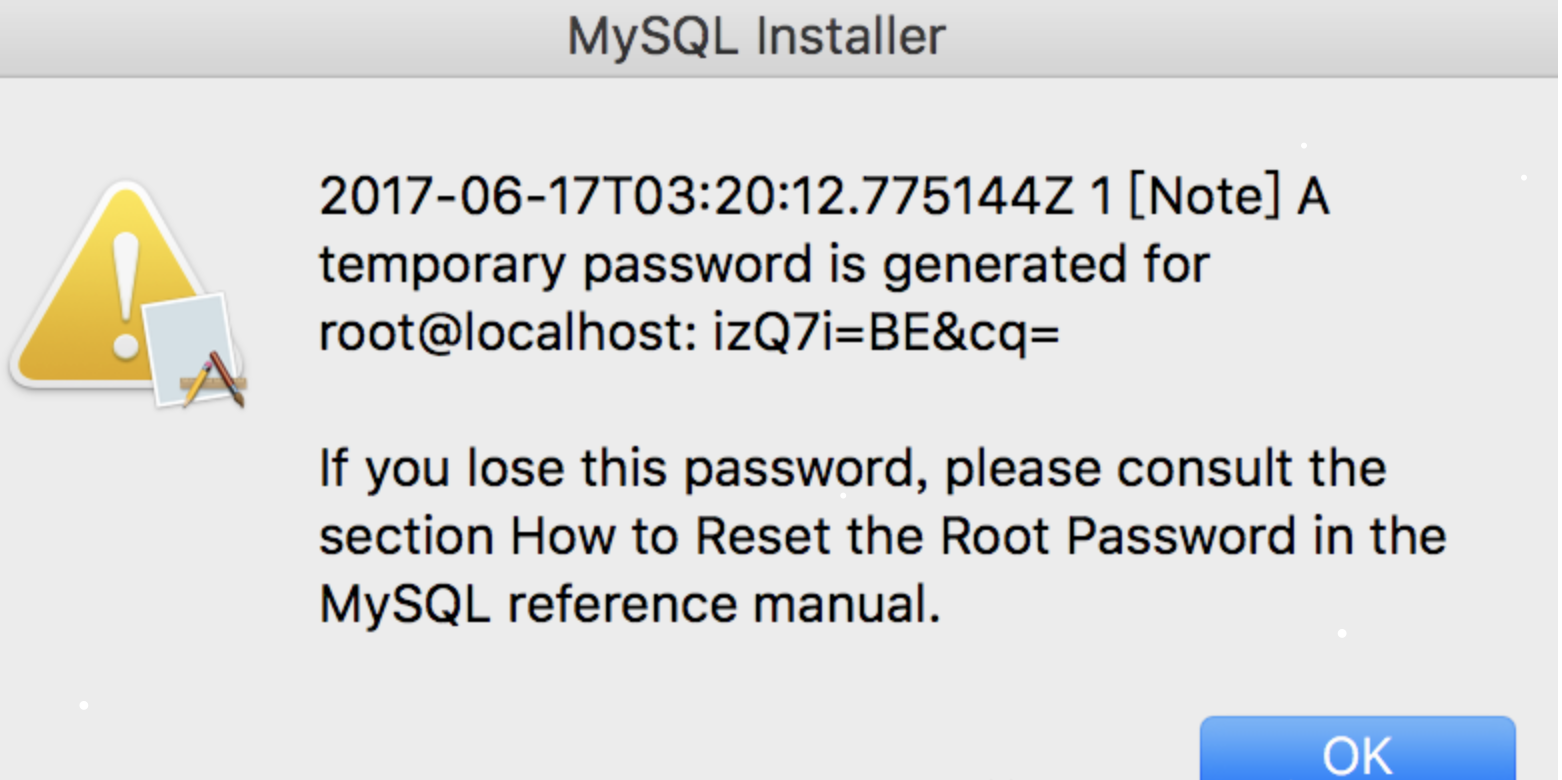 MySQL Installer
2017-06-17T03:20:12.775144Z 1 [Note] A
temporary password is generated for
root@localhost: izQ7i=BE&cq=
If you lose this password, please consult the
section How to Reset the Root Password in the
MySQL reference manual.
OK